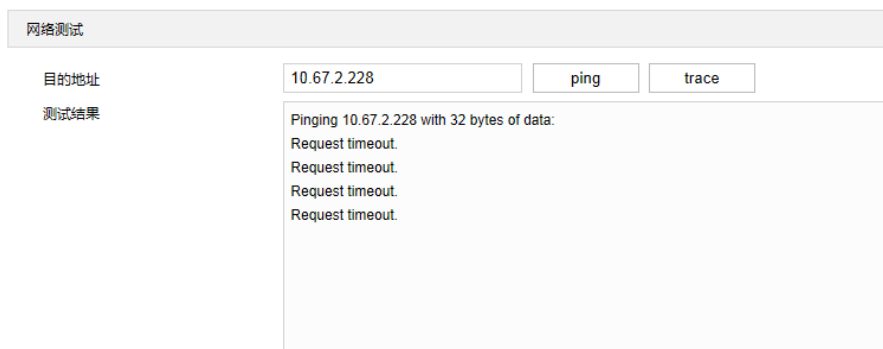 网络测试
目的地址 10.67.2.228 ping trace
测试结果
Pinging 10.67.2.228 with 32 bytes of data:
Request timeout.
Request timeout.
Request timeout.
Request timeout.